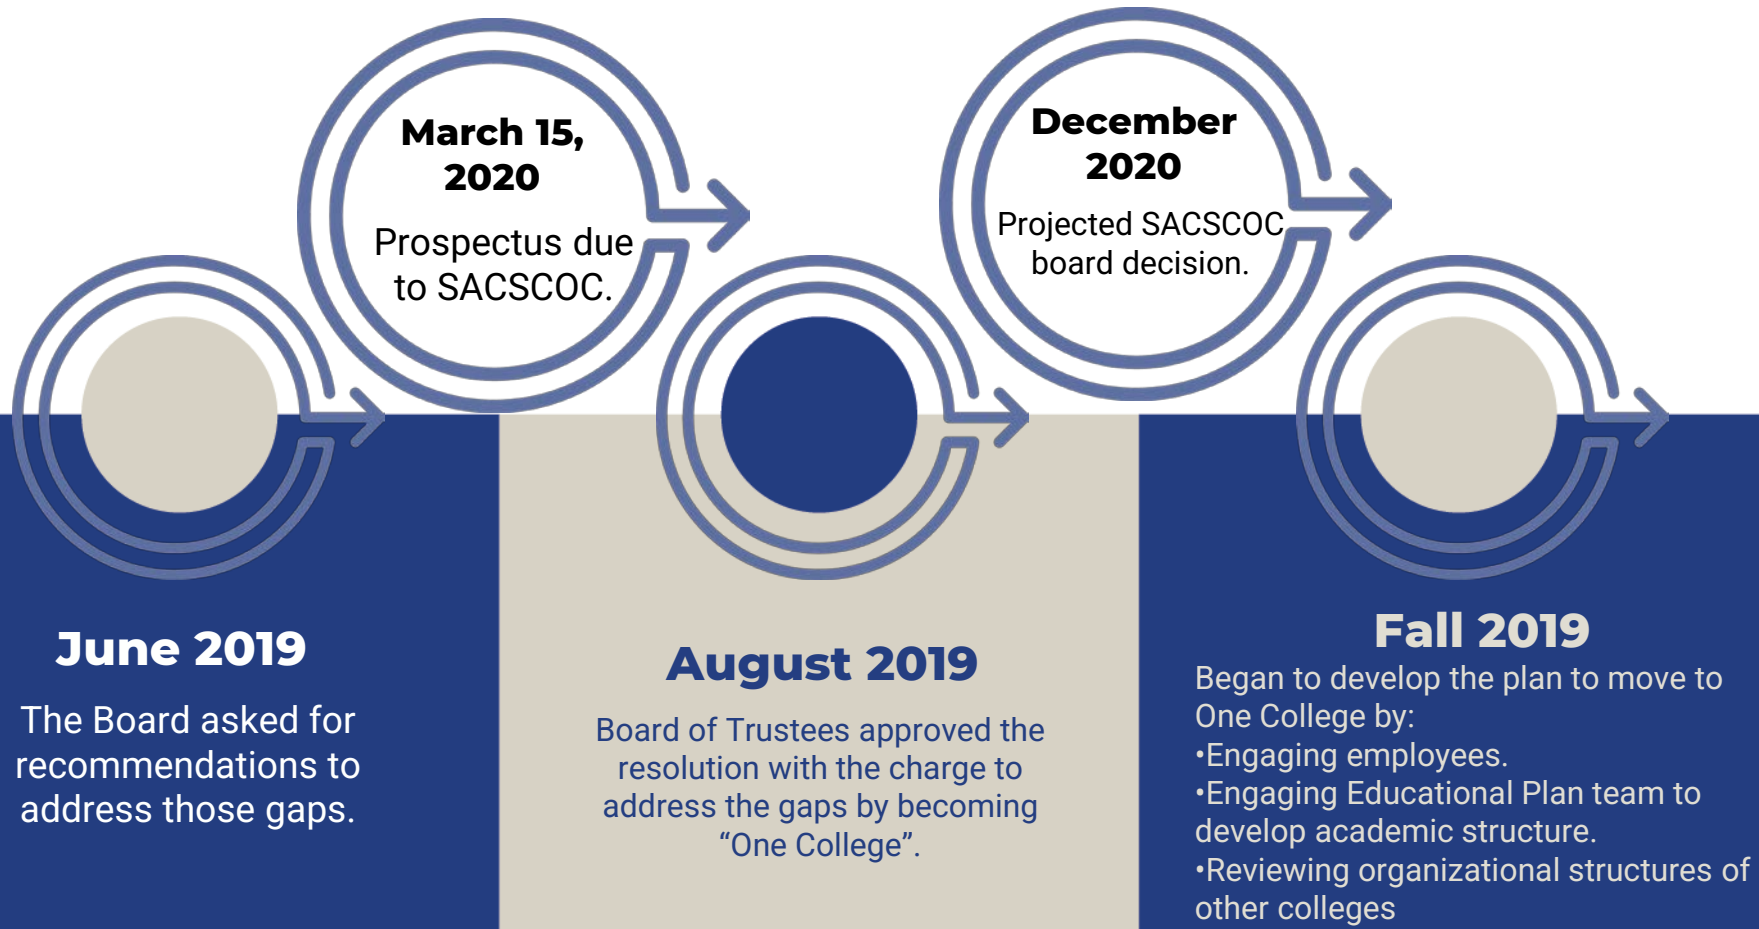 March 15,
2020
Prospectus due
to SACSCOC.
December
2020
Projected SACSCOC
board decision.
June 2019
The Board asked for
recommendations to
address those gaps.
August 2019
Board of Trustees approved the
resolution with the charge to
address the gaps by becoming
“One College”.
Fall 2019
Began to develop the plan to move to
One College by:
•Engaging employees.
•Engaging Educational Plan team to
develop academic structure.
•Reviewing organizational structures of
other colleges